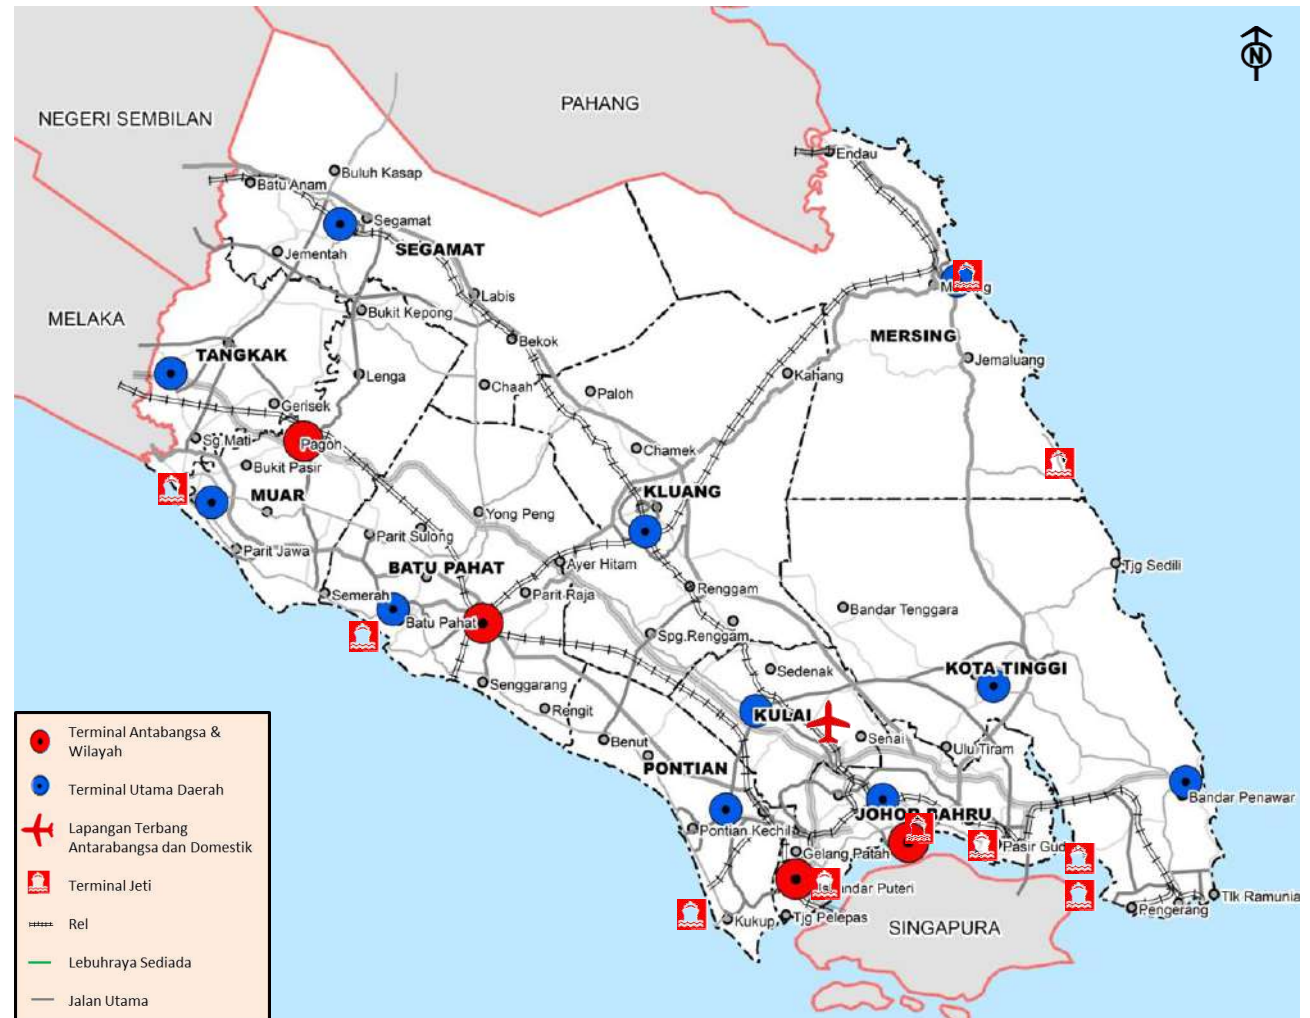 N
PAHANG
NEGERI SEMBILAN
Endau
Buluh Kasap
Batu Anam
Segamat
SEGAMAT
Jementah
Labis
MELAKA
Bukit Kepong
MERSING
Bekok
TANGKAK
Jemaluang
Lenga
Kahang
Chaah
Paloh
Gerisek
Sg Mati
Pagoh
Chamek
Bukit Pasir
KLUANG
MUAR
Yong Peng
Parit Sulong
Parit Jawa
BATU PAHAT
Ayer Hitam
Tjg Sedili
Renggam
Semerah
Parit Raja
Bandar Tenggara
Batu Pahat
Spg.Renggam
KOTA TINGGI
Sedenak
Senggarang
Rengit
KULAI
Senai
Benut
Ulu Tiram
PONTIAN
Bandar Penawar
JOHOR BAHRU
Pontian Kechil
Gelang Patah
Tlk Ramunia
Pengerang
Kukup
Tjg Pelepas
SINGAPURA
Terminal Antabangsa &
Wilayah
Terminal Utama Daerah
Lapangan Terbang
Antarabangsa dan Domestik
Terminal Jeti
Rel
Lebuhraya Sediada
Jalan Utama